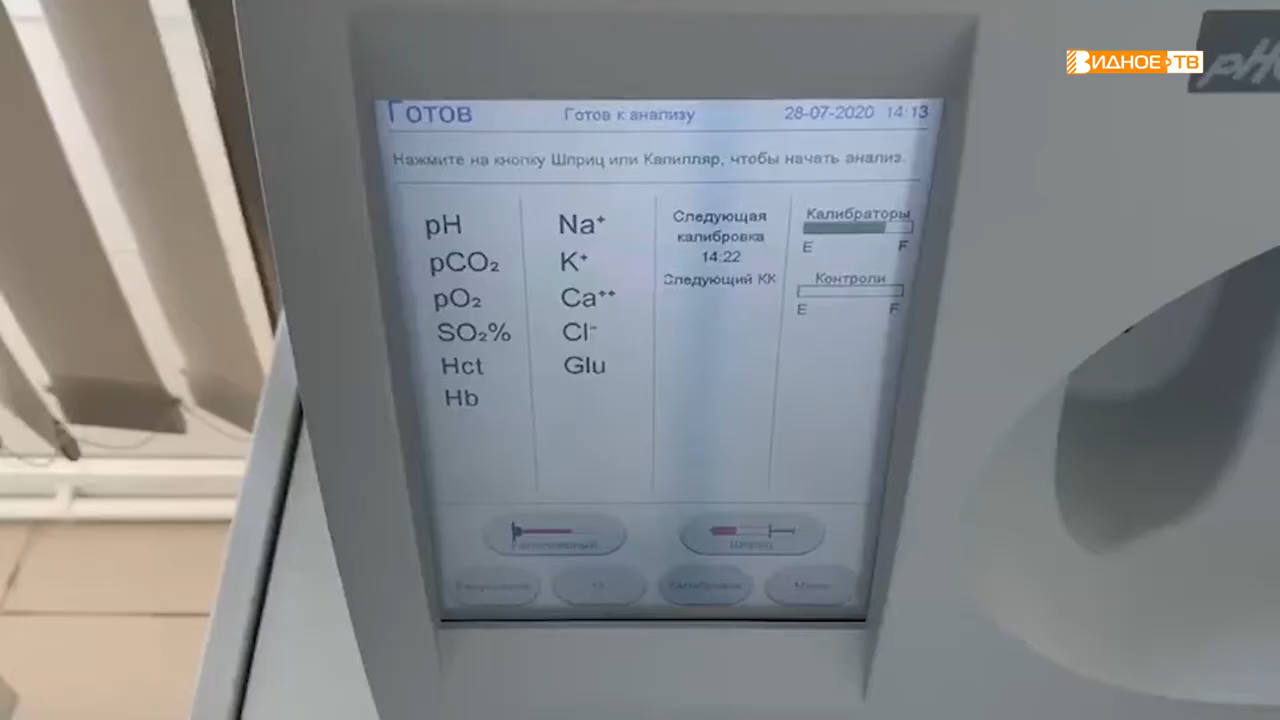 ВИДНОЕ ТВ
pH
Готов Готов к анализу 28-07-2020 14:13
Нажмите на кнопку Шприц или Капилляр, чтобы начать анализ.
pH
pCO₂
pO₂
SO₂%
Hct
Hb
Na⁺
K⁺
Ca⁺⁺
Cl⁻
Glu
Следующая
калибровка
14:22
Следующий КК
Калибраторы
E F
Контроли
E F
Шприц
Калибровка
Меню